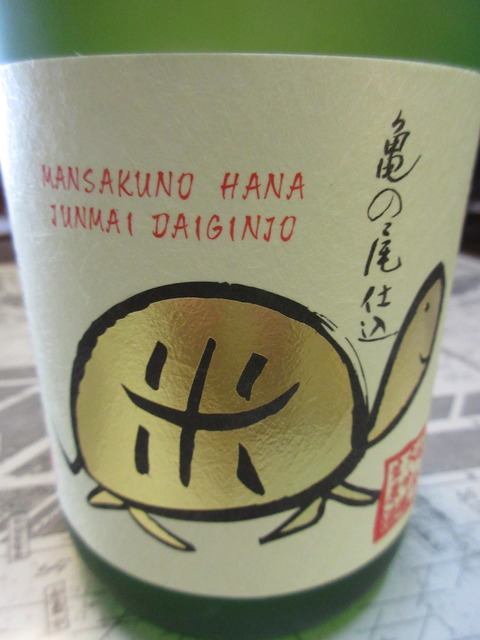 MANSAKUNO HANA
JUNMAI DAIGINJO
亀の尾仕込
米